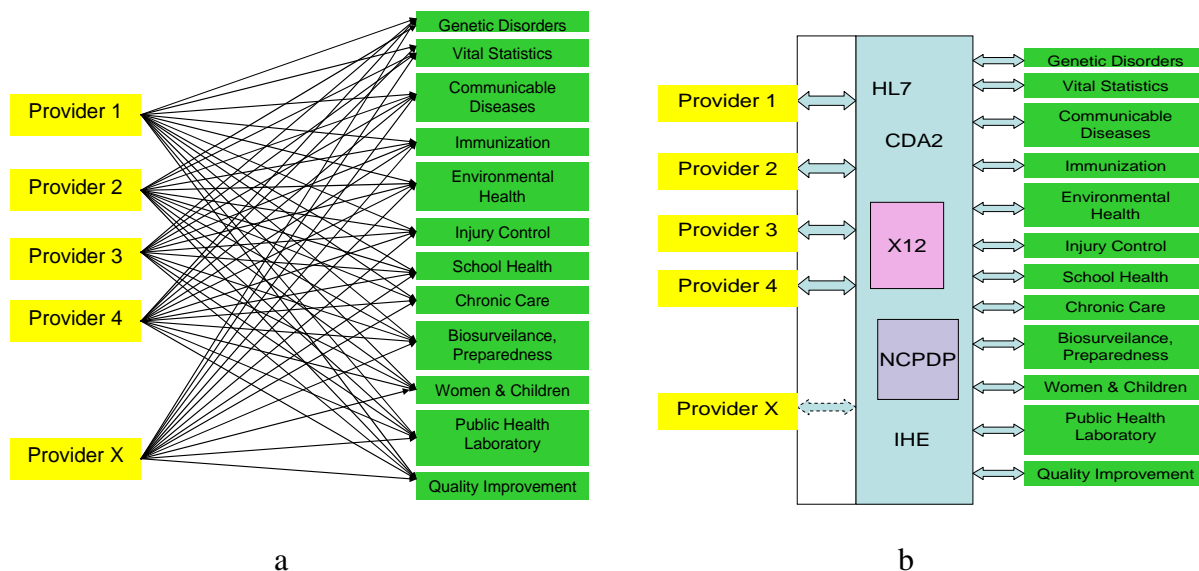 Provider 1
Provider 2
Provider 3
Provider 4
Provider X
Genetic Disorders
Vital Statistics
Communicable
Diseases
Immunization
Environmental
Health
Injury Control
School Health
Chronic Care
Biosurveilance,
Preparedness
Women & Children
Public Health
Laboratory
Quality Improvement
a
Provider 1
Provider 2
Provider 3
Provider 4
Provider X
HL7
CDA2
X12
NCPDP
IHE
Genetic Disorders
Vital Statistics
Communicable
Diseases
Immunization
Environmental
Health
Injury Control
School Health
Chronic Care
Biosurveilance,
Preparedness
Women & Children
Public Health
Laboratory
Quality Improvement
b